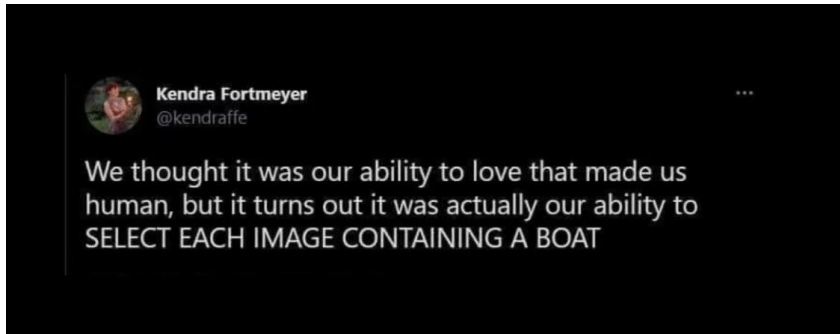 Kendra Fortmeyer
@kendraffe
We thought it was our ability to love that made us
human, but it turns out it was actually our ability to
SELECT EACH IMAGE CONTAINING A BOAT